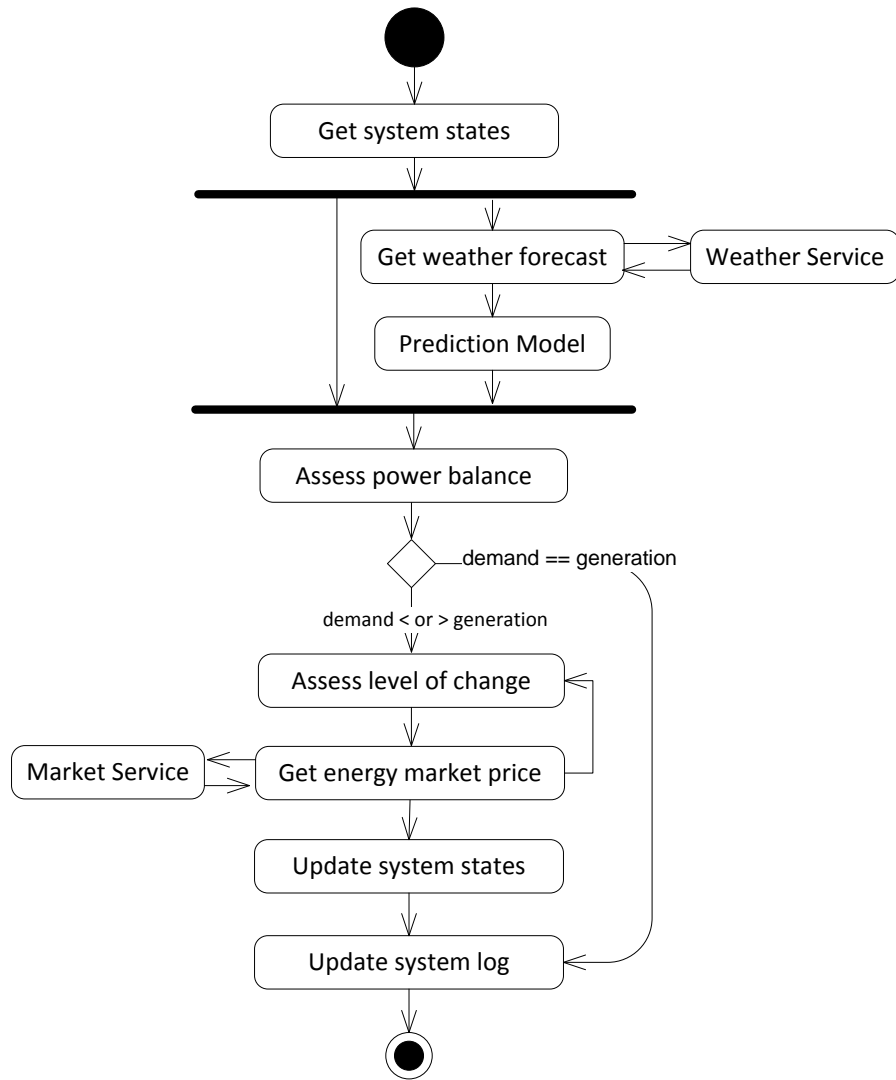 Get system states
Get weather forecast
Weather Service
Prediction Model
Assess power balance
demand == generation
demand < or > generation
Assess level of change
Market Service
Get energy market price
Update system states
Update system log